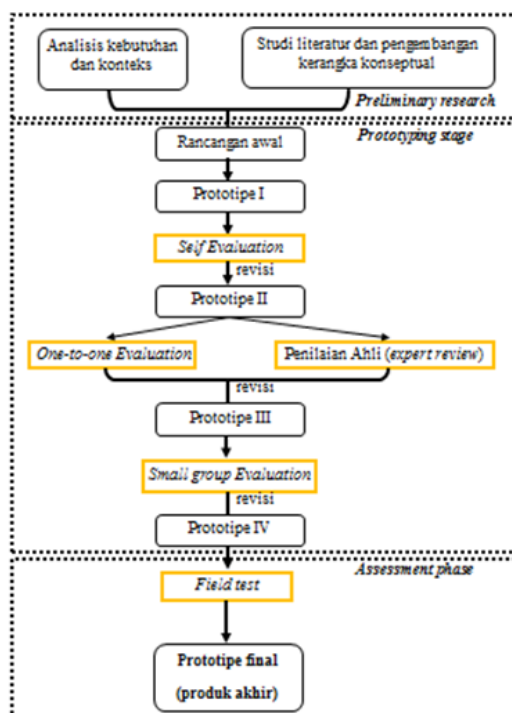 Analisis kebutuhan
dan konteks
Studi literatur dan pengembangan
kerangka konseptual
Preliminary research
Prototyping stage
Rancangan awal
Prototipe I
Self Evaluation
revisi
Prototipe II
One-to-one Evaluation
Penilaian Ahli (expert review)
revisi
Prototipe III
Small group Evaluation
revisi
Prototipe IV
Assessment phase
Field test
Prototipe final
(produk akhir)